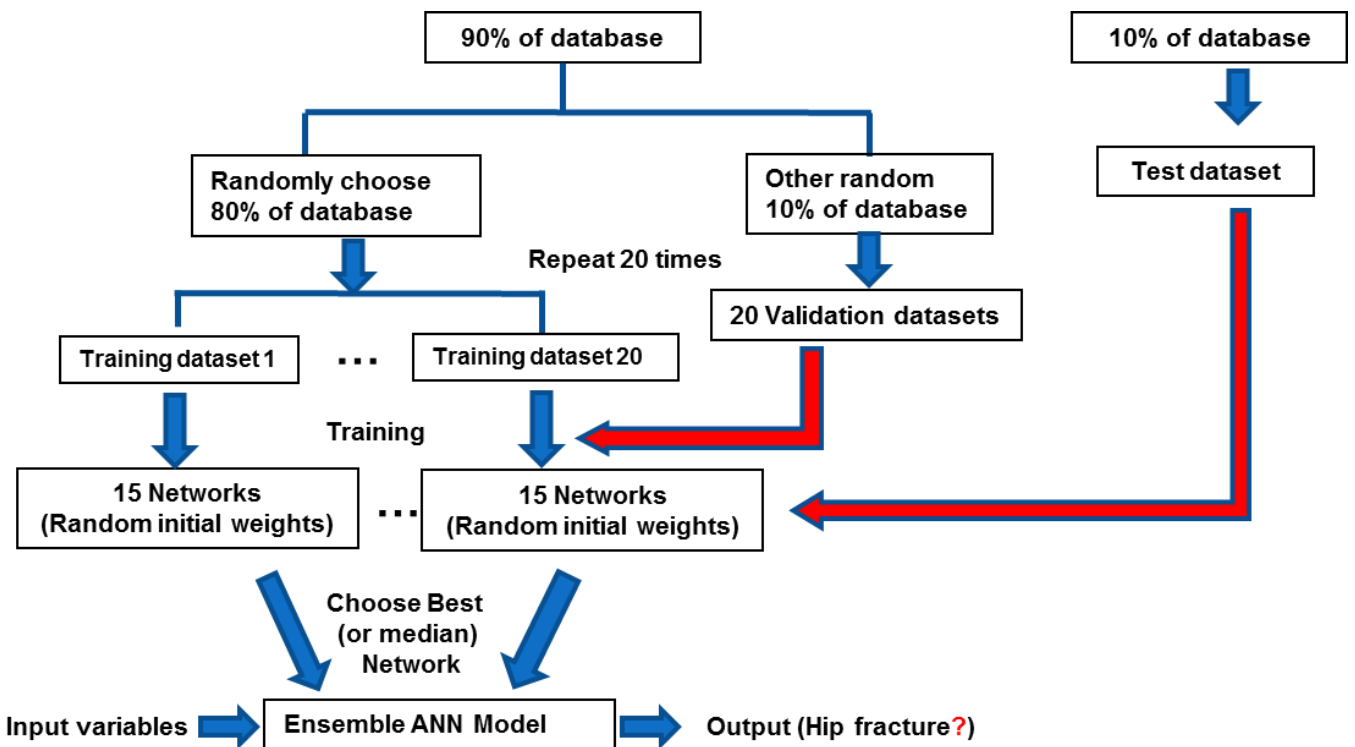 90% of database
10% of database
Randomly choose
80% of database
Other random
10% of database
Test dataset
Repeat 20 times
20 Validation datasets
Training dataset 1
...
Training dataset 20
Training
15 Networks
(Random initial weights)
...
15 Networks
(Random initial weights)
Choose Best
(or median)
Network
Input variables
Ensemble ANN Model
Output (Hip fracture?)